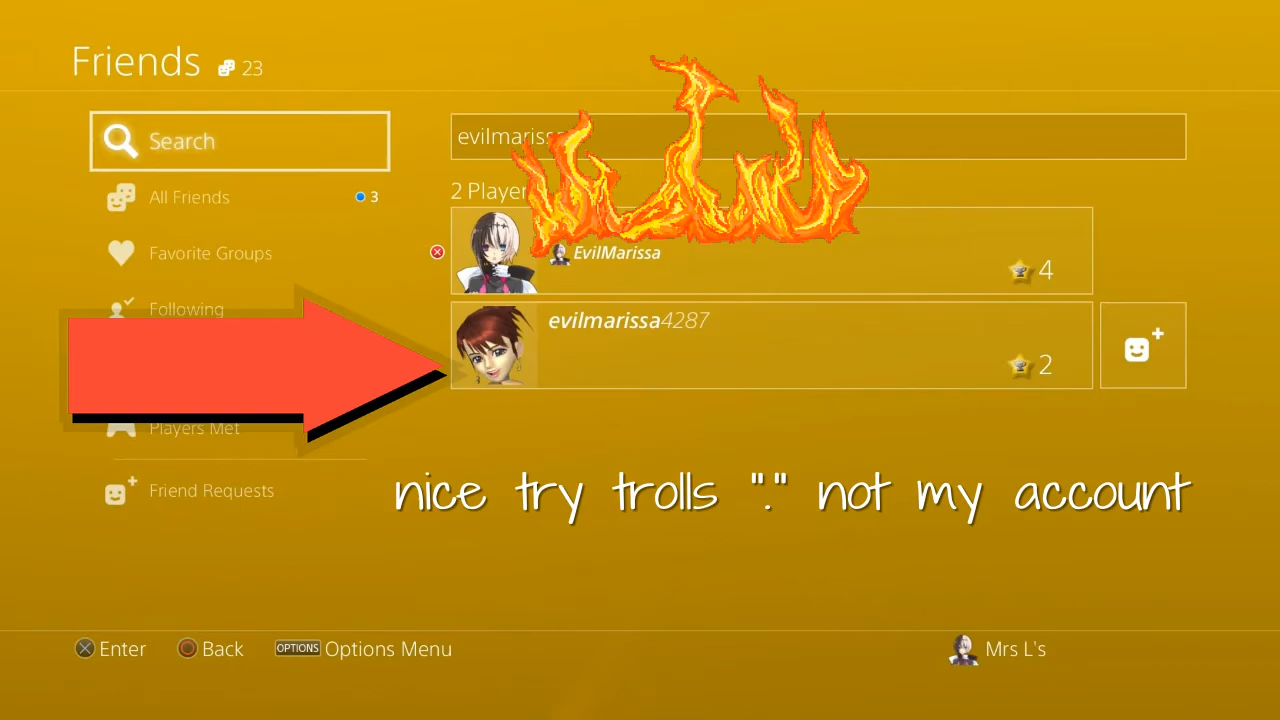 Friends 23
Search
evilmariss
All Friends 3
2 Player
Favorite Groups
EvilMarissa
4
Following
evilmarissa4287
2
Players Met
Friend Requests
nice try trolls "." not my account
Enter Back OPTIONS Options Menu Mrs L's